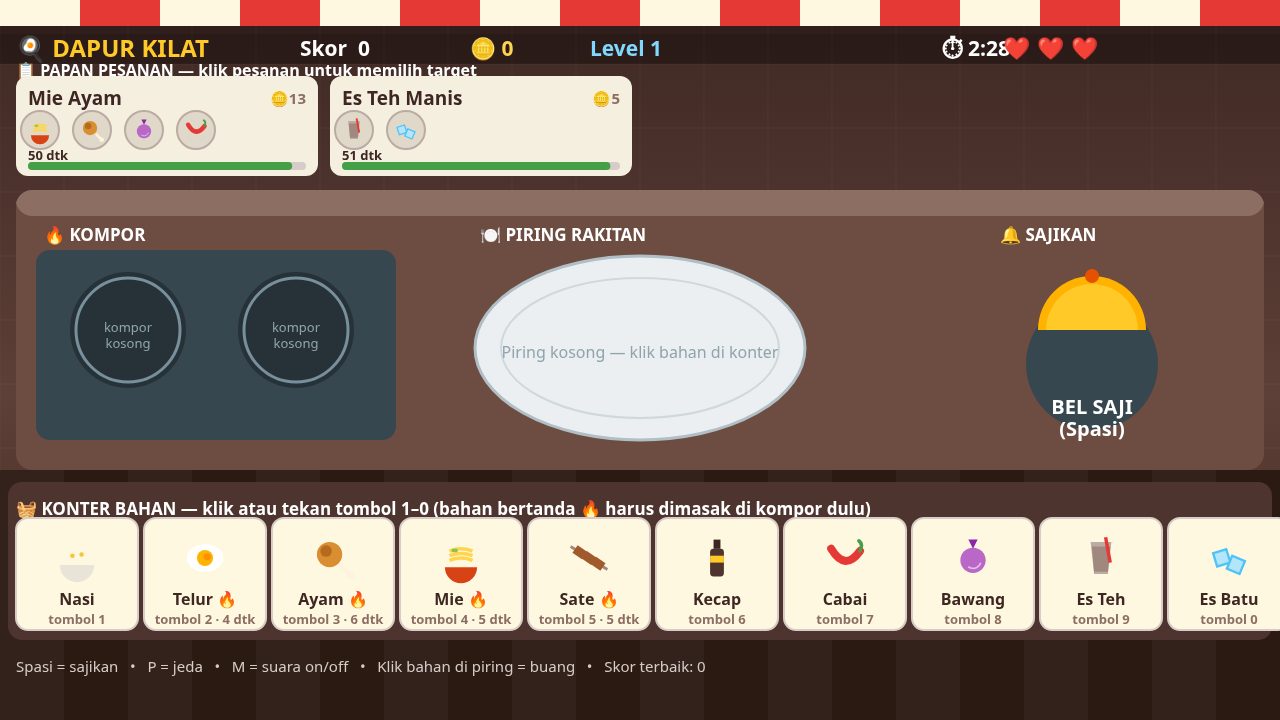 DAPUR KILAT Skor 0 0 Level 1 2:28
PAPAN PESANAN — klik pesanan untuk memilih target
Mie Ayam 13
50 dtk
Es Teh Manis 5
51 dtk
KOMPOR
kompor
kosong
kompor
kosong
PIRING RAKITAN
Piring kosong — klik bahan di konter
SAJIKAN
BEL SAJI
(Spasi)
KONTER BAHAN — klik atau tekan tombol 1–0 (bahan bertanda 🔥 harus dimasak di kompor dulu)
Nasi
tombol 1
Telur 🔥
tombol 2 · 4 dtk
Ayam 🔥
tombol 3 · 6 dtk
Mie 🔥
tombol 4 · 5 dtk
Sate 🔥
tombol 5 · 5 dtk
Kecap
tombol 6
Cabai
tombol 7
Bawang
tombol 8
Es Teh
tombol 9
Es Batu
tombol 0
Spasi = sajikan • P = jeda • M = suara on/off • Klik bahan di piring = buang • Skor terbaik: 0